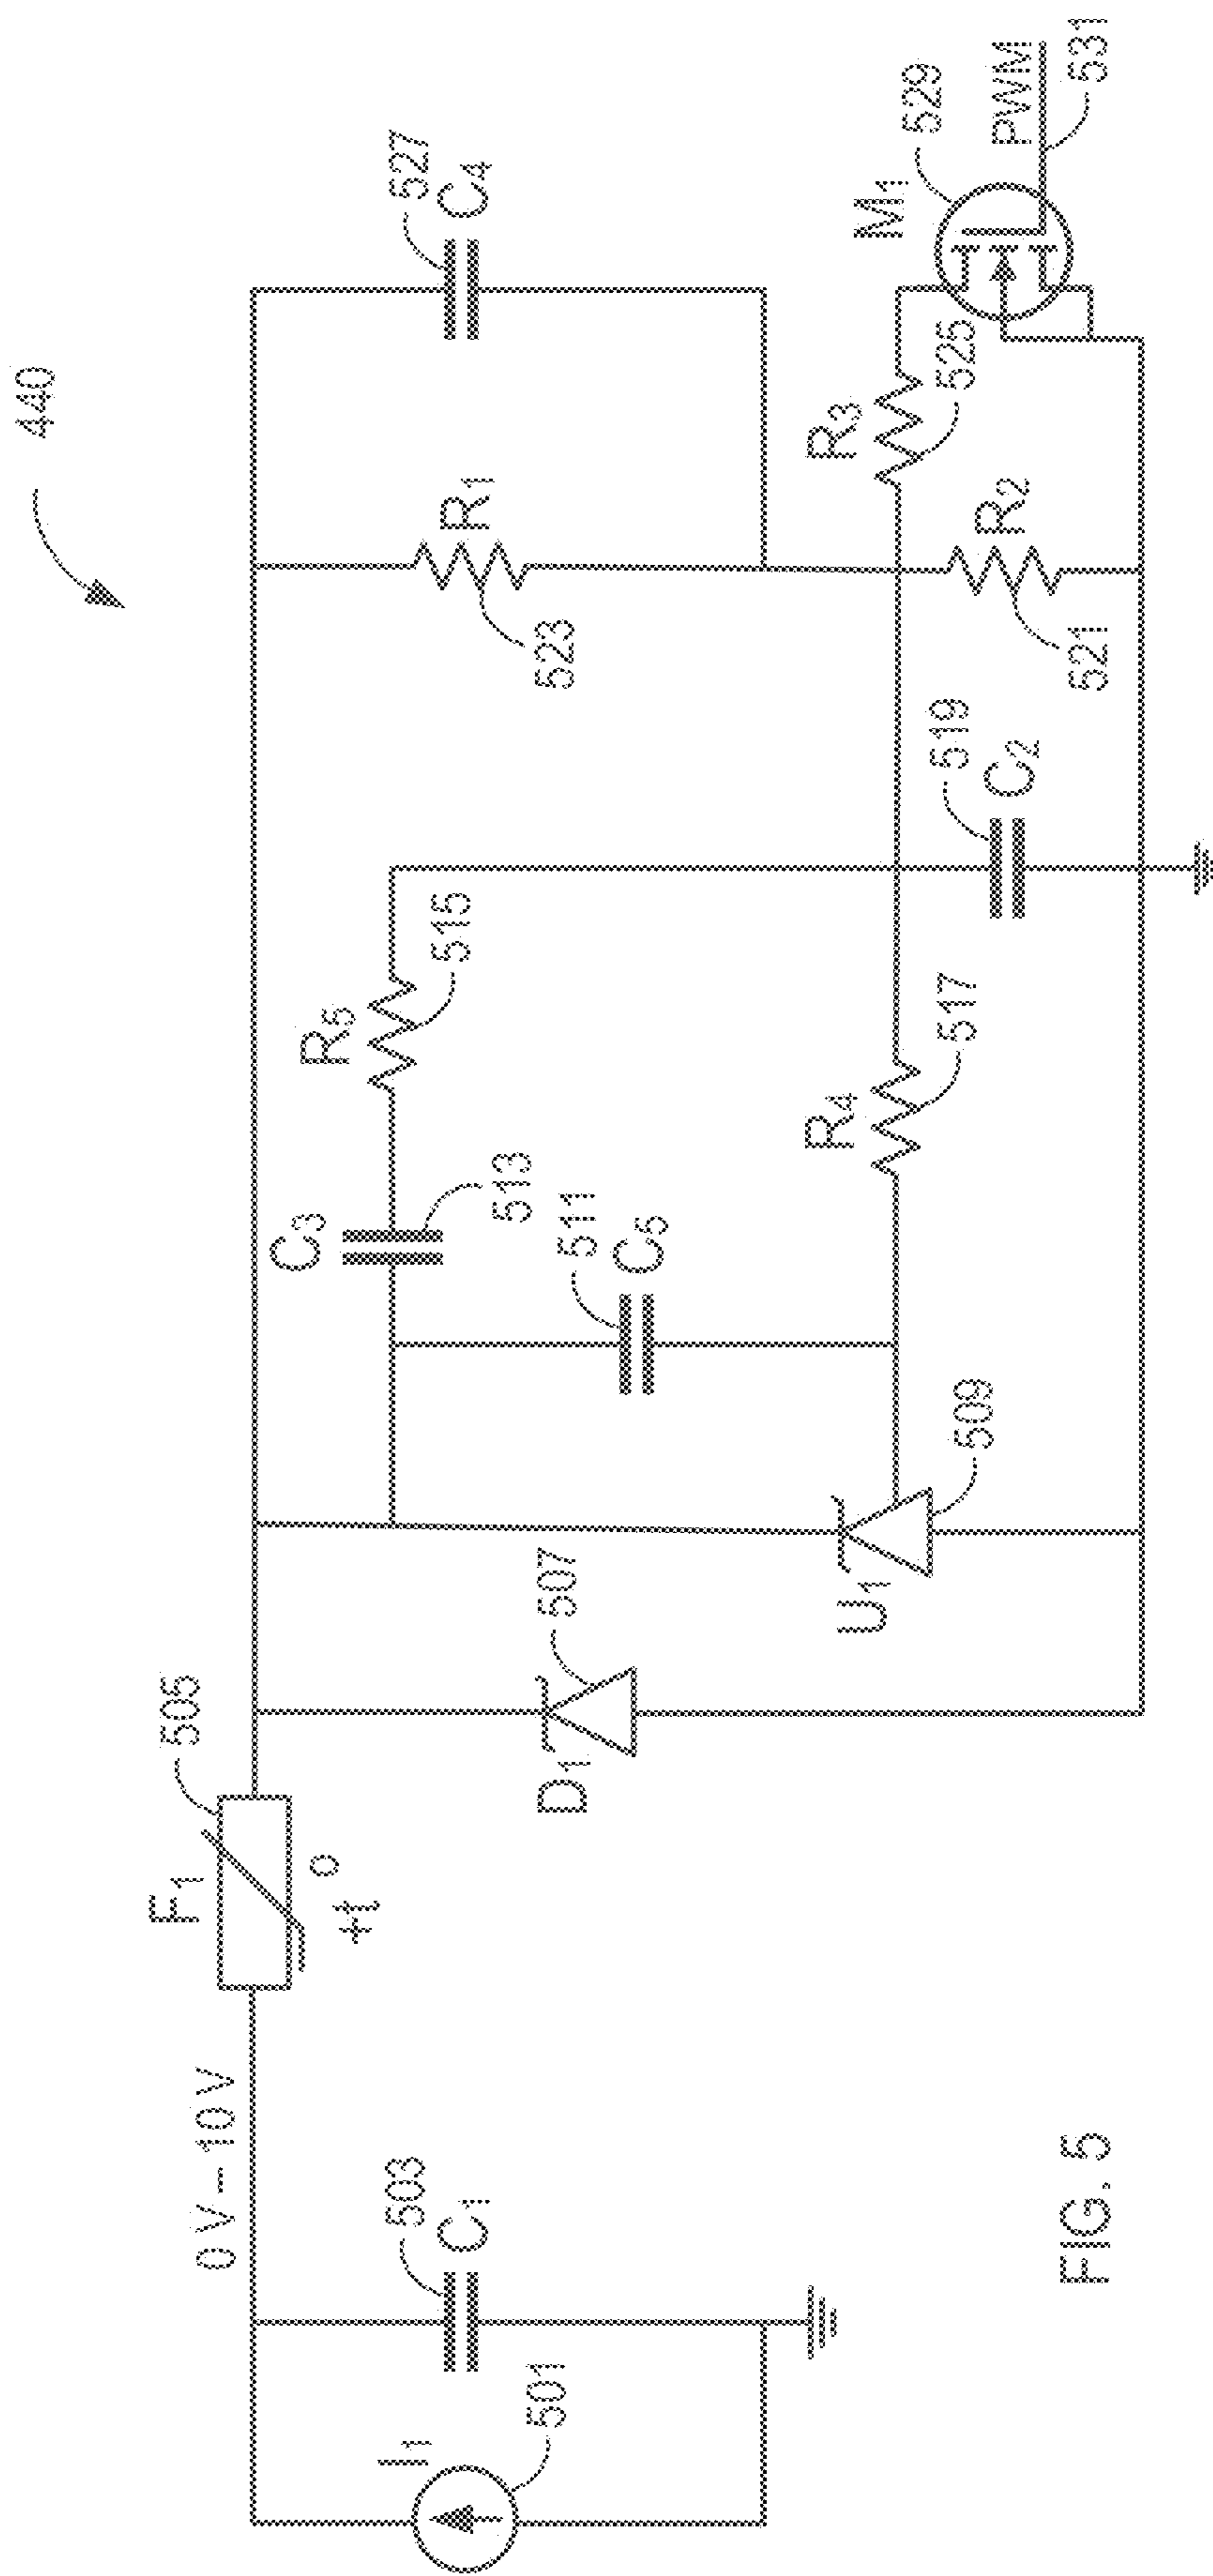 440
I1
501
503
C1
0 V – 10 V
F1
505
+t°
D1
507
U1
509
C3
513
511
C5
R5
515
R4
517
519
C2
R1
523
R2
521
R3
525
527
C4
M1
529
PWM
531
FIG. 5